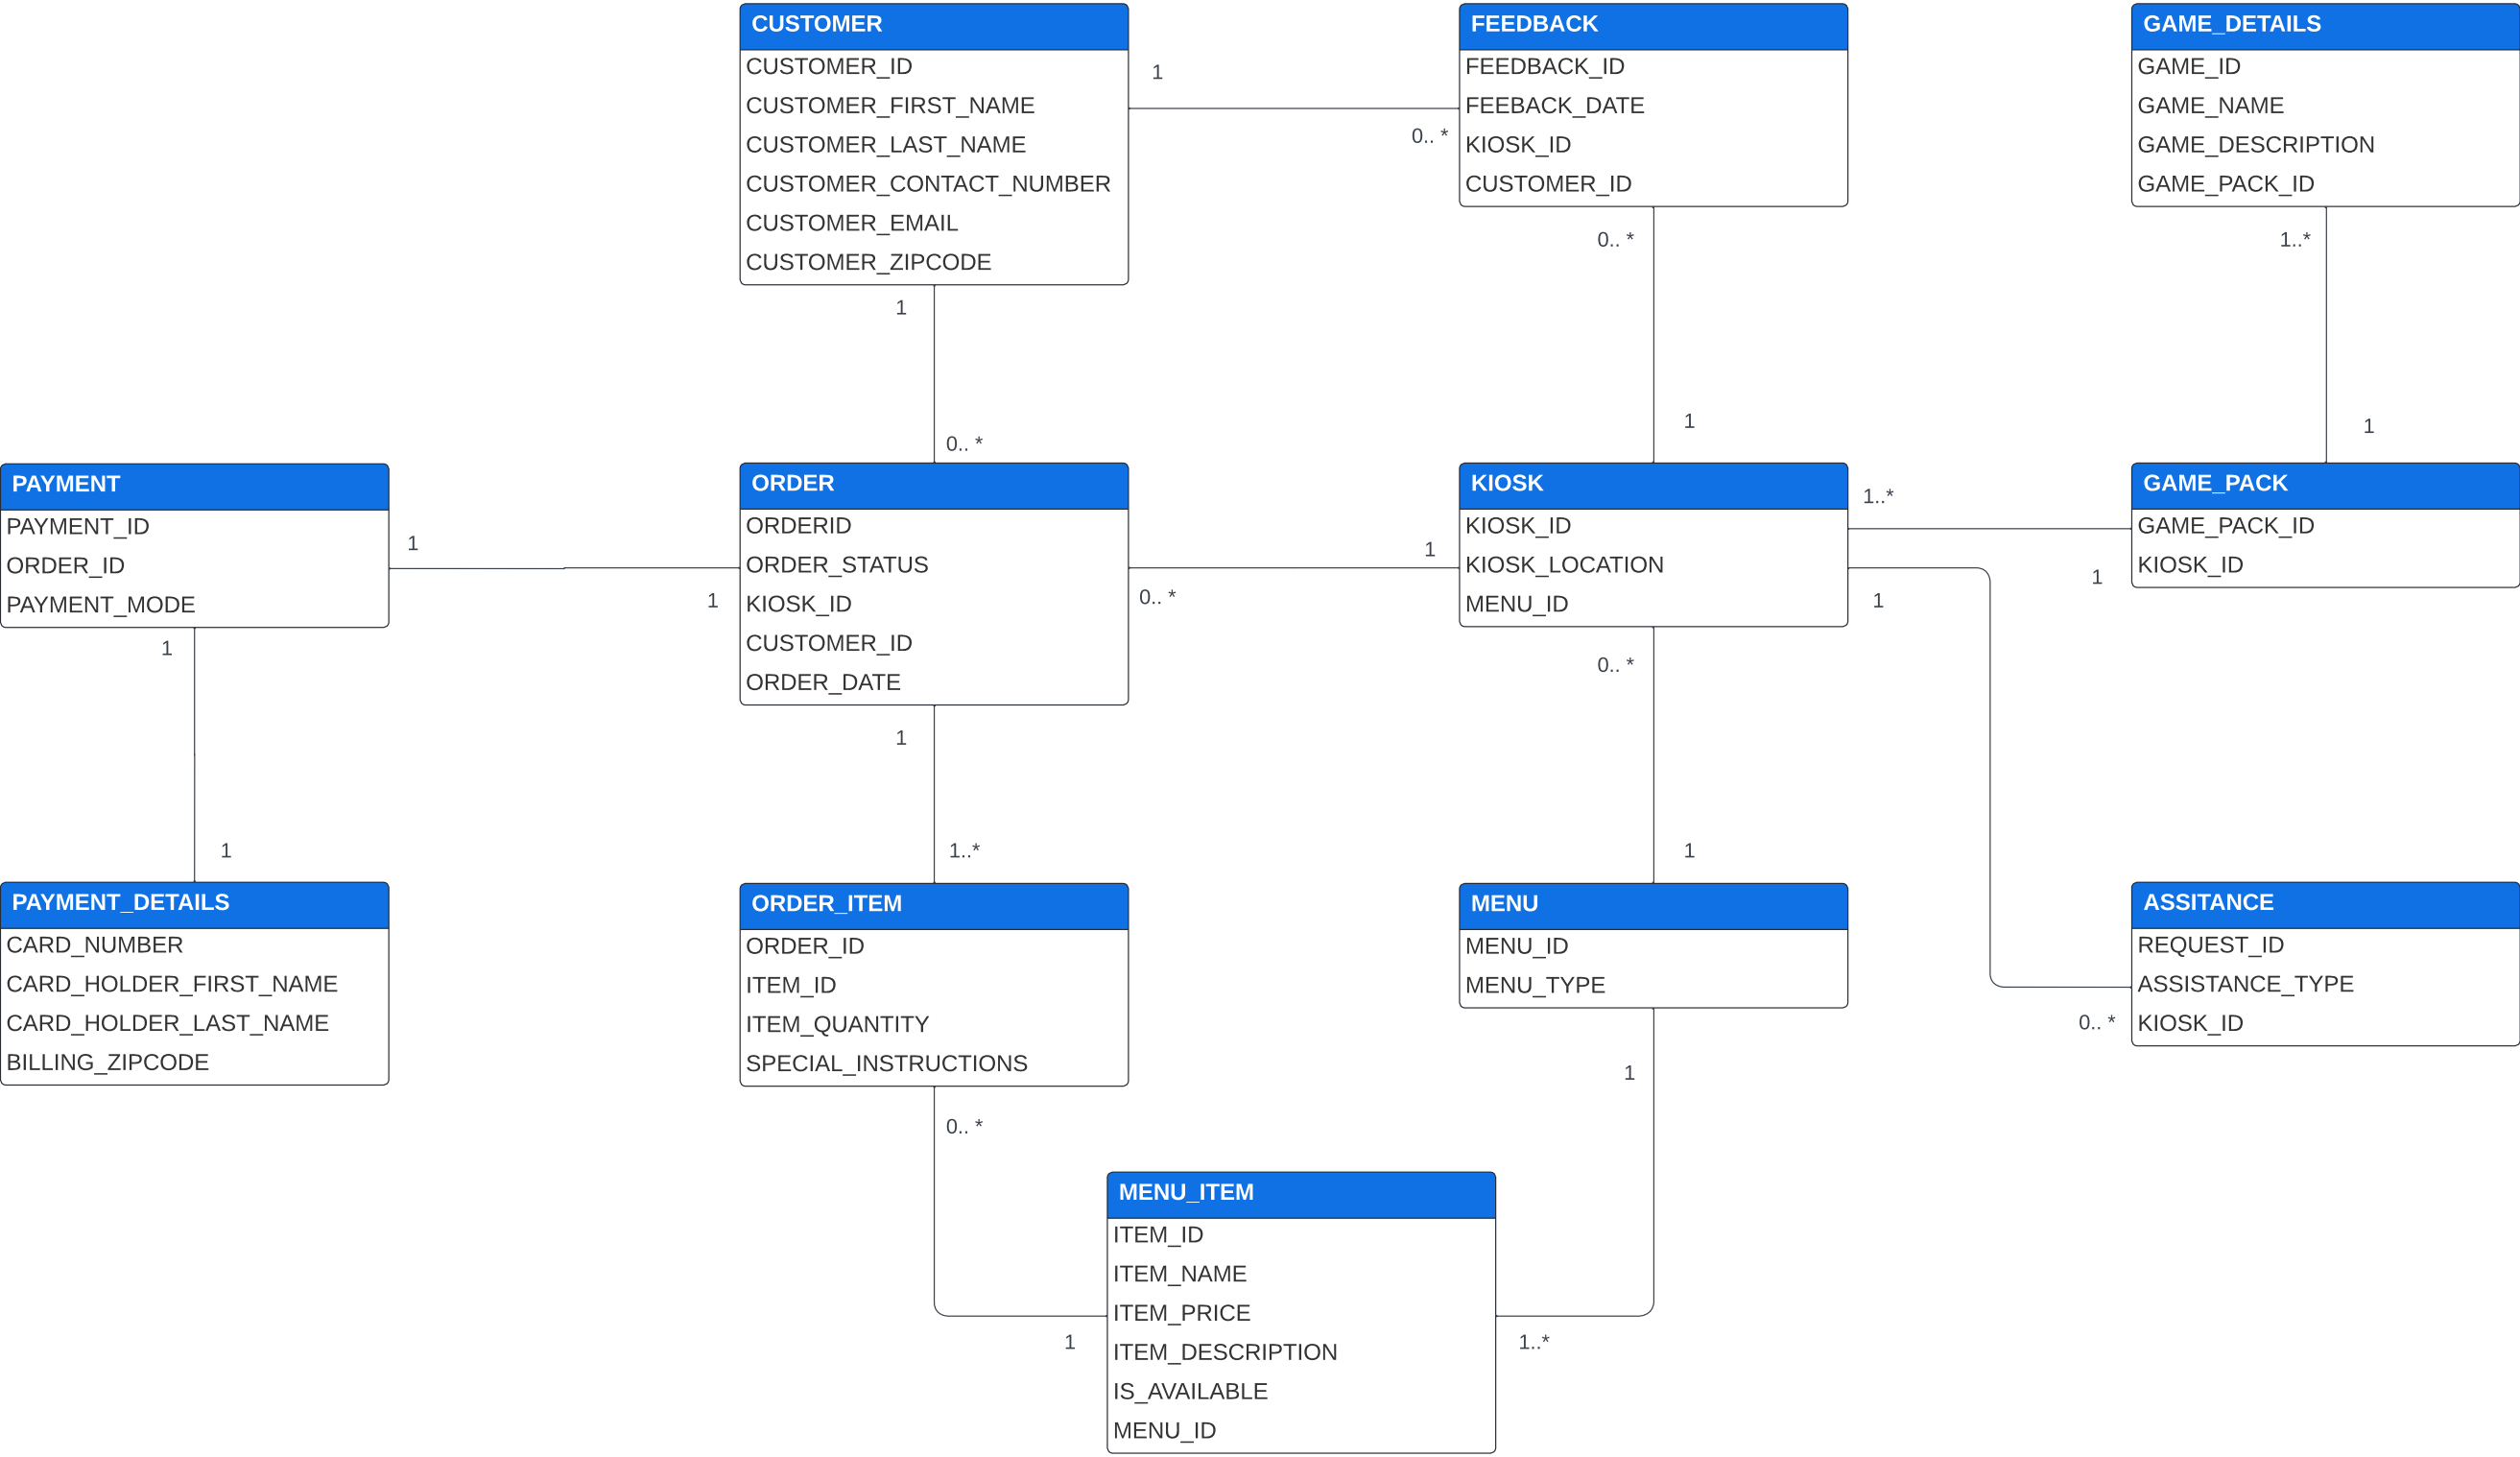 CUSTOMER
CUSTOMER_ID
CUSTOMER_FIRST_NAME
CUSTOMER_LAST_NAME
CUSTOMER_CONTACT_NUMBER
CUSTOMER_EMAIL
CUSTOMER_ZIPCODE
1
0.. *
1
0.. *
FEEDBACK
FEEDBACK_ID
FEEBACK_DATE
KIOSK_ID
CUSTOMER_ID
0.. *
1
GAME_DETAILS
GAME_ID
GAME_NAME
GAME_DESCRIPTION
GAME_PACK_ID
1..*
1
PAYMENT
PAYMENT_ID
ORDER_ID
PAYMENT_MODE
1
1
1
1
ORDER
ORDERID
ORDER_STATUS
KIOSK_ID
CUSTOMER_ID
ORDER_DATE
0.. *
1
1
1..*
KIOSK
KIOSK_ID
KIOSK_LOCATION
MENU_ID
1..*
1
1
0.. *
0.. *
1
GAME_PACK
GAME_PACK_ID
KIOSK_ID
PAYMENT_DETAILS
CARD_NUMBER
CARD_HOLDER_FIRST_NAME
CARD_HOLDER_LAST_NAME
BILLING_ZIPCODE
ORDER_ITEM
ORDER_ID
ITEM_ID
ITEM_QUANTITY
SPECIAL_INSTRUCTIONS
0.. *
1
MENU
MENU_ID
MENU_TYPE
1
1..*
ASSITANCE
REQUEST_ID
ASSISTANCE_TYPE
KIOSK_ID
MENU_ITEM
ITEM_ID
ITEM_NAME
ITEM_PRICE
ITEM_DESCRIPTION
IS_AVAILABLE
MENU_ID